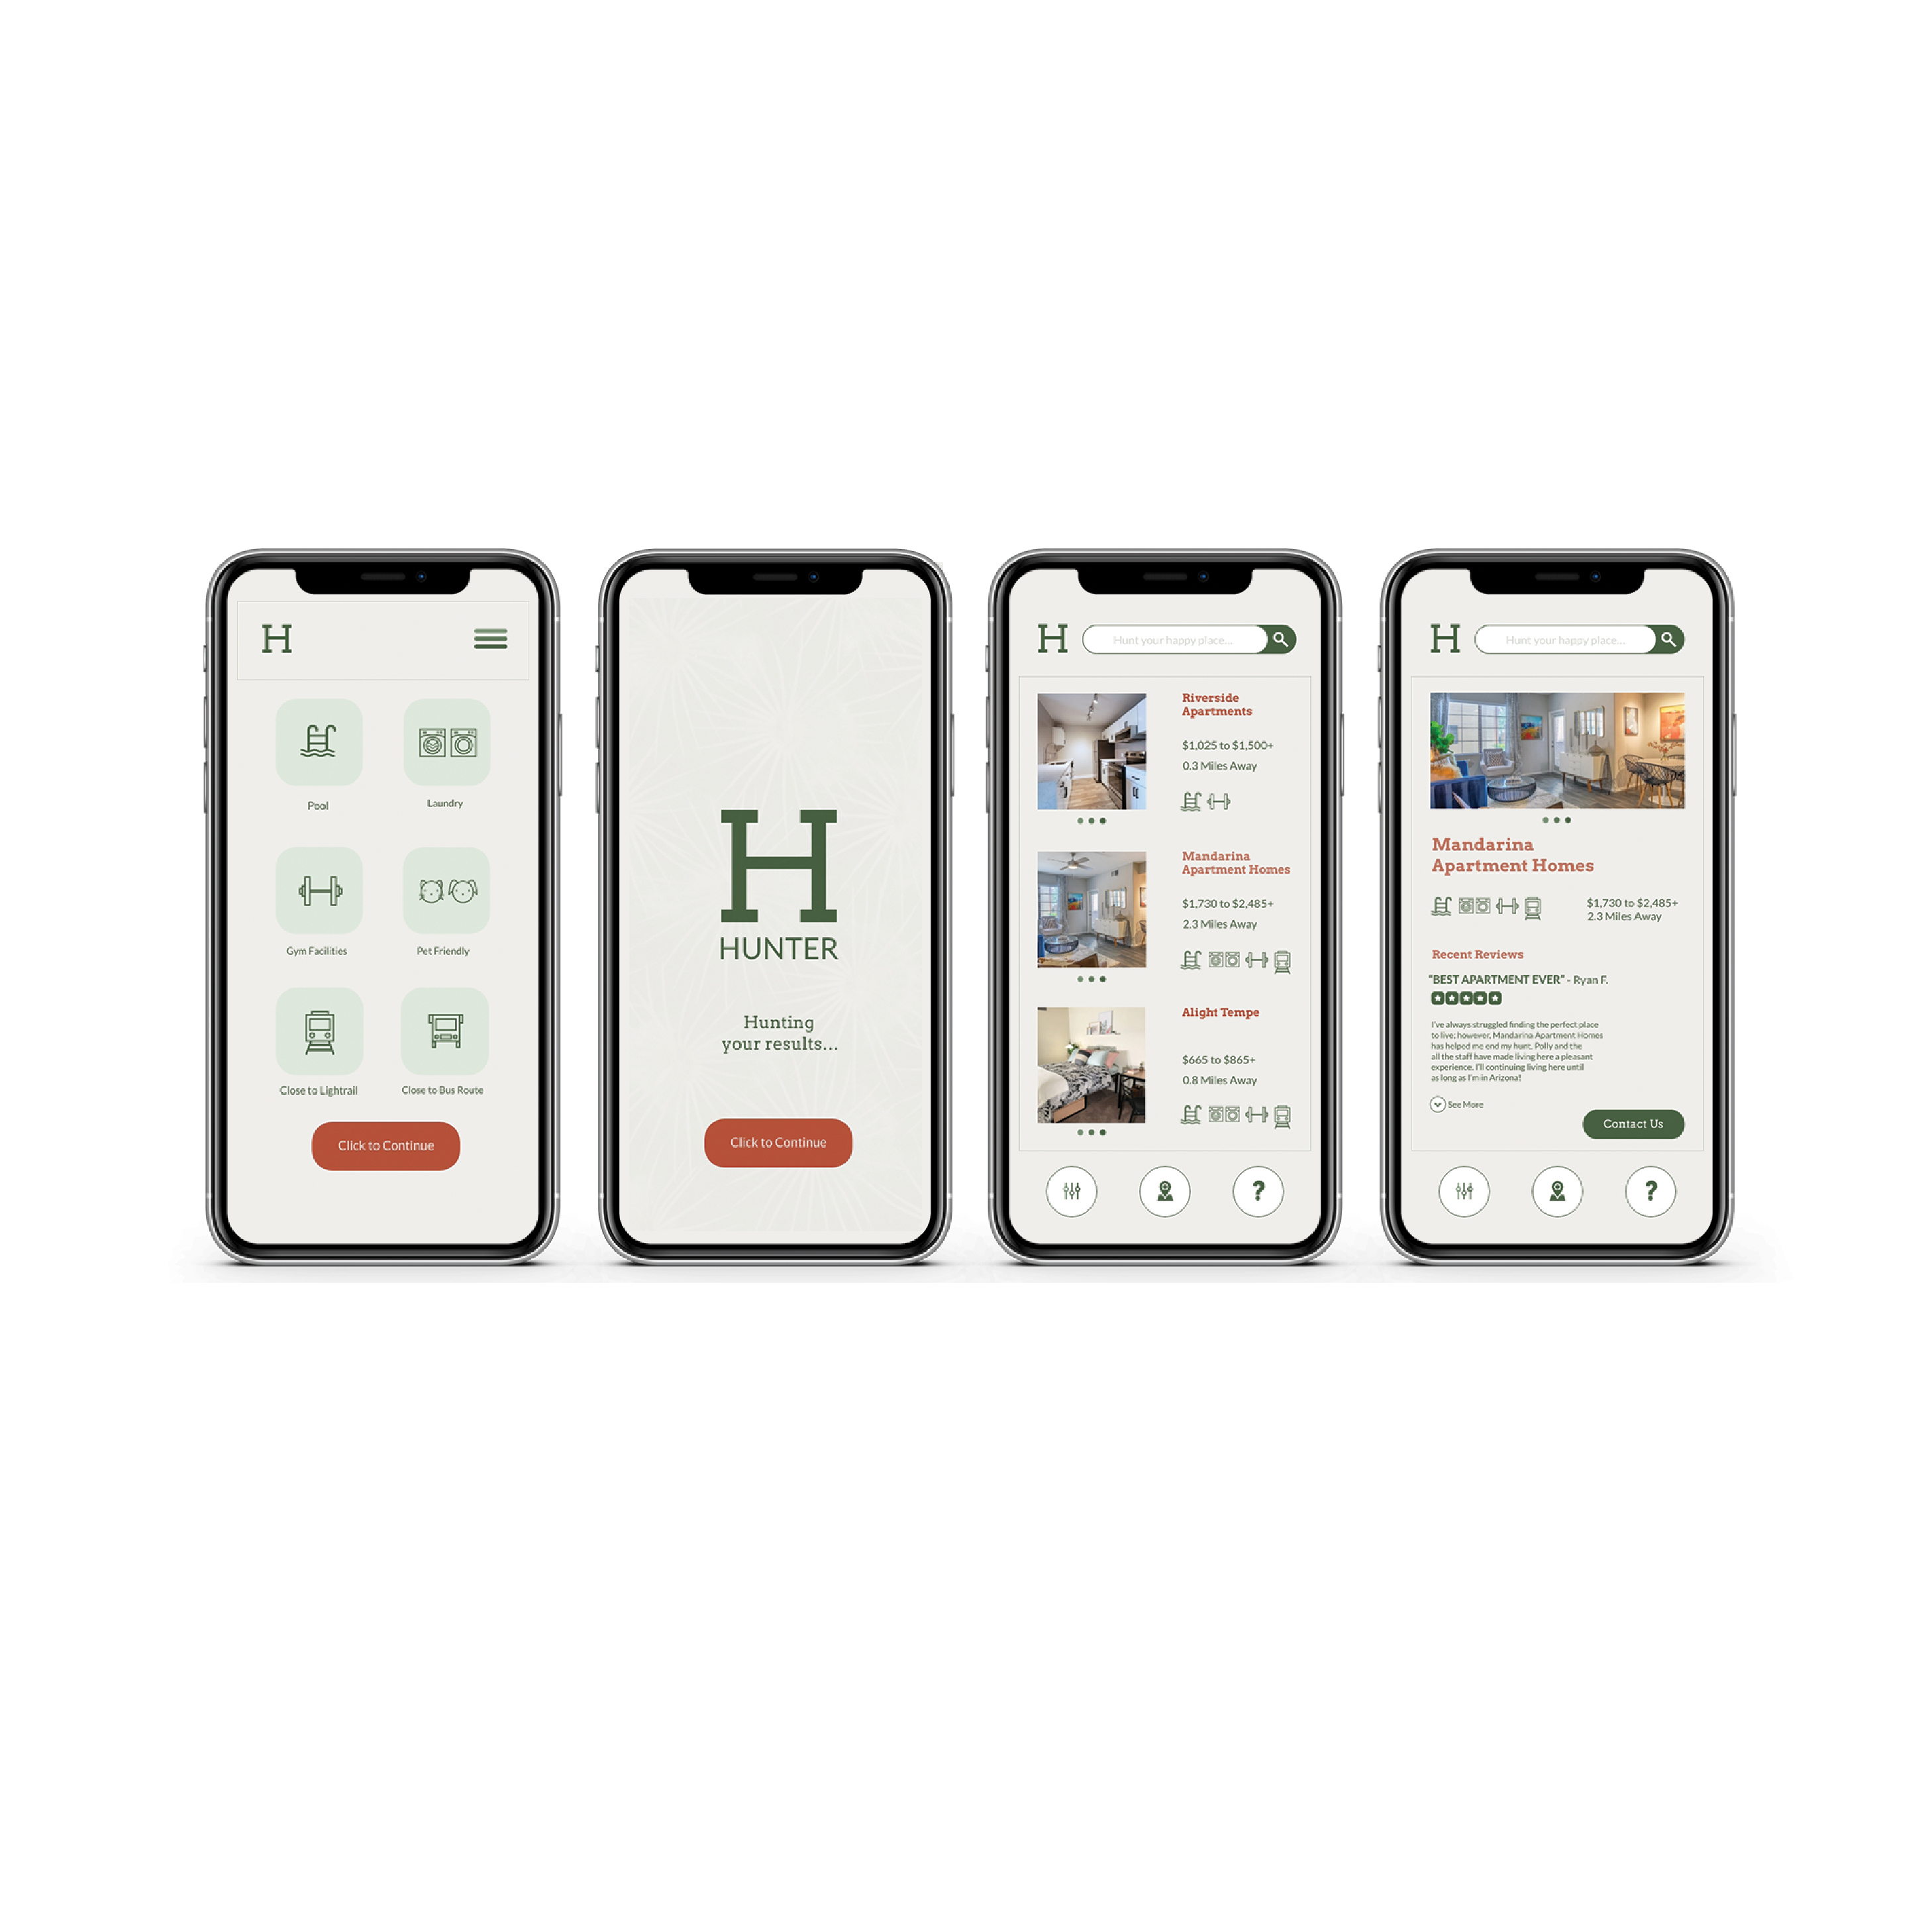 H
Pool
Laundry
Gym Facilities
Pet Friendly
Close to Lightrail
Close to Bus Route
Click to Continue
H
HUNTER
Hunting
your results...
Click to Continue
H
Hunt your happy place...
Riverside
Apartments
$1,025 to $1,500+
0.3 Miles Away
Mandarina
Apartment Homes
$1,730 to $2,485+
2.3 Miles Away
Alight Tempe
$665 to $865+
0.8 Miles Away
?
H
Hunt your happy place...
Mandarina
Apartment Homes
$1,730 to $2,485+
2.3 Miles Away
Recent Reviews
"BEST APARTMENT EVER" - Ryan F.
I've always struggled finding the perfect place
to live; however, Mandarina Apartment Homes
has helped me end my hunt. Polly and the
all the staff have made living here a pleasant
experience. I'll continuing living here until
as long as I'm in Arizona!
See More
Contact Us
?